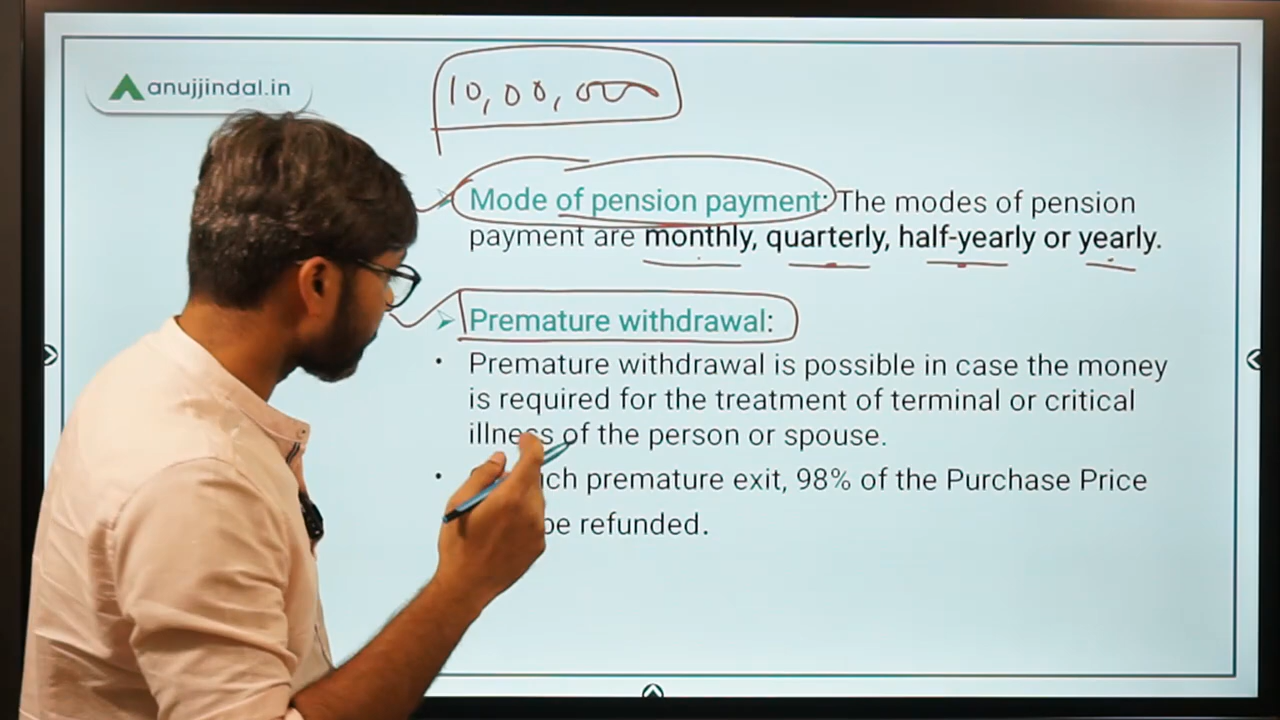 anujjindal.in
10,00,000
Mode of pension payment: The modes of pension
payment are monthly, quarterly, half-yearly or yearly.
Premature withdrawal:
• Premature withdrawal is possible in case the money
is required for the treatment of terminal or critical
illness of the person or spouse.
• premature exit, 98% of the Purchase Price
be refunded.